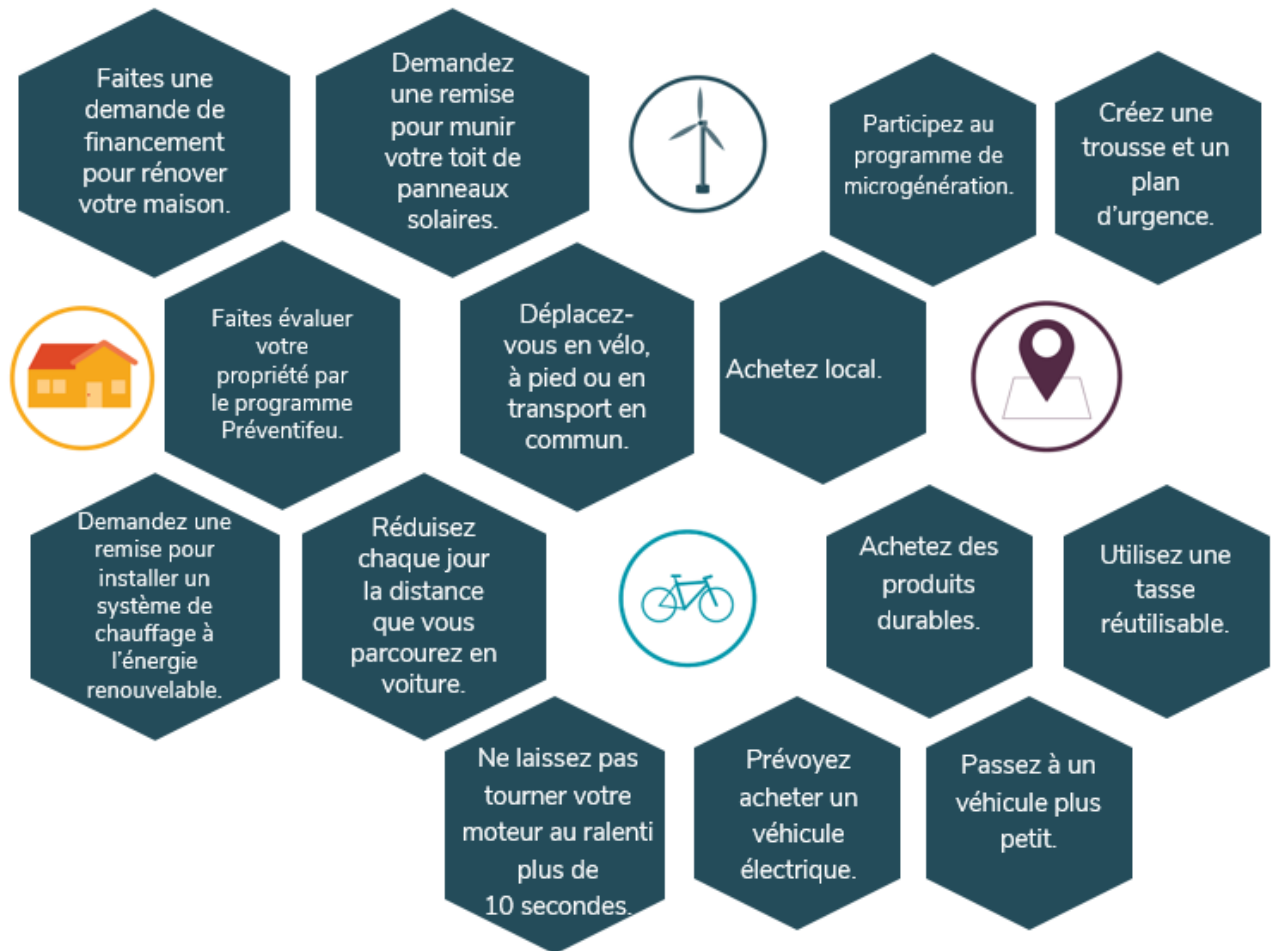 Faites une
demande de
financement
pour rénover
votre maison.
Demandez
une remise
pour munir
votre toit de
panneaux
solaires.
Participez au
programme de
microgénération.
Créez une
trousse et un
plan
d’urgence.
Faites évaluer
votre
propriété par
le programme
Préventifeu.
Déplacez-
vous en vélo,
à pied ou en
transport en
commun.
Achetez local.
Demandez une
remise pour
installer un
système de
chauffage à
l’énergie
renouvelable.
Réduisez
chaque jour
la distance
que vous
parcourez en
voiture.
Achetez des
produits
durables.
Utilisez une
tasse
réutilisable.
Ne laissez pas
tourner votre
moteur au ralenti
plus de
10 secondes.
Prévoyez
acheter un
véhicule
électrique.
Passez à un
véhicule plus
petit.